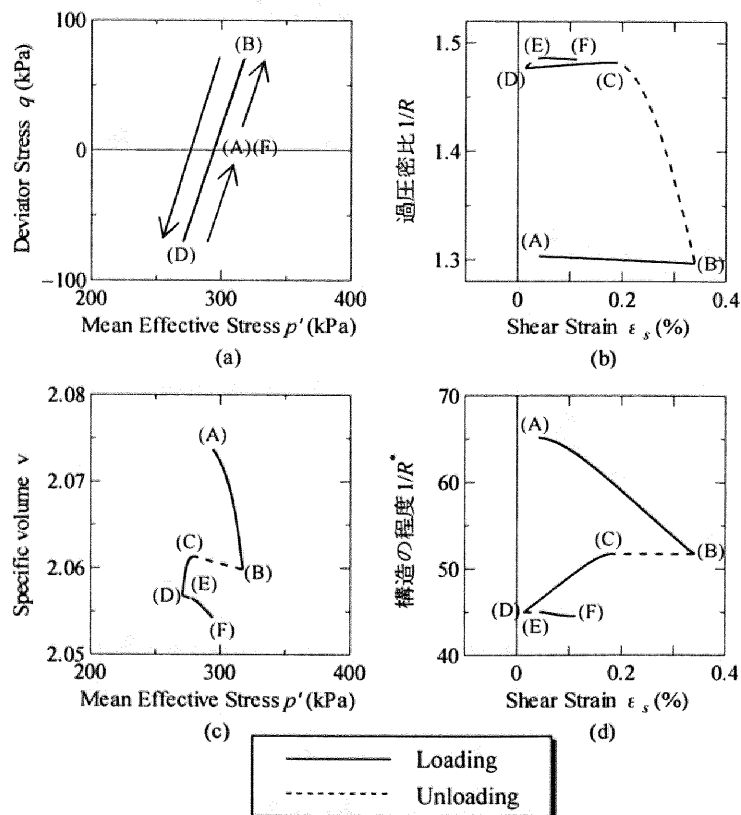 100
(B)
0
(A)(F)
(D)
−100
200
300
400
Deviator Stress q (kPa)
Mean Effective Stress p′ (kPa)
(a)
1.5
(E)
(F)
(D)
(C)
1.4
(A)
1.3
(B)
0
0.2
0.4
過圧密比 1/R
Shear Strain ε s (%)
(b)
2.08
(A)
2.07
(C)
2.06
(B)
(E)
(D)
(F)
2.05
200
300
400
Specific volume v
Mean Effective Stress p′ (kPa)
(c)
70
(A)
60
(C)
50
(B)
(D)
(F)
(E)
40
0
0.2
0.4
構造の程度 1/R*
Shear Strain ε s (%)
(d)
Loading
Unloading